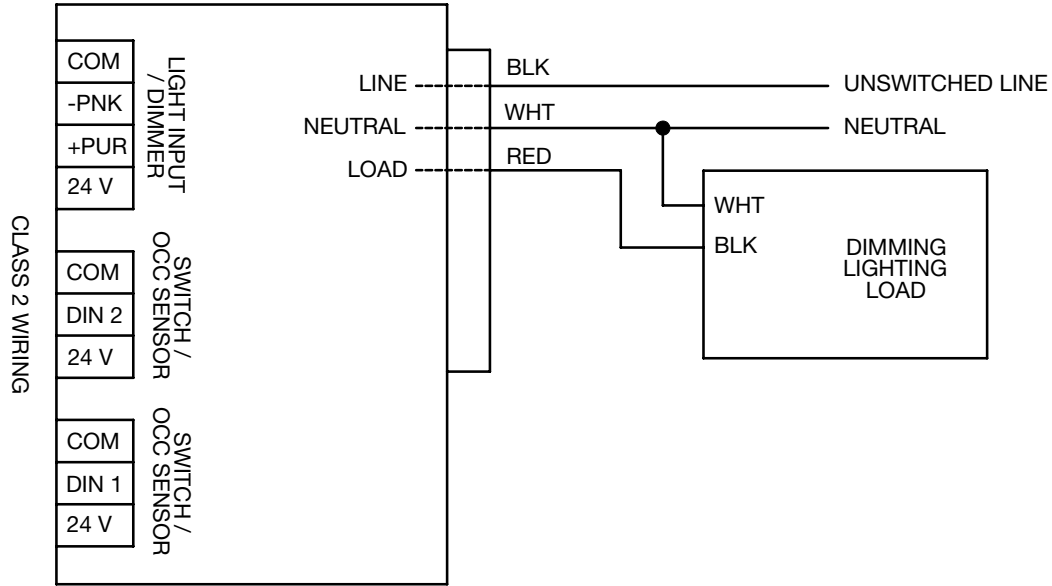 CLASS 2 WIRING
COM
-PNK
+PUR
24 V
LIGHT INPUT
/ DIMMER
COM
DIN 2
24 V
SWITCH /
OCC SENSOR
COM
DIN 1
24 V
SWITCH /
OCC SENSOR
LINE
NEUTRAL
LOAD
BLK
WHT
RED
UNSWITCHED LINE
NEUTRAL
WHT
BLK
DIMMING
LIGHTING
LOAD